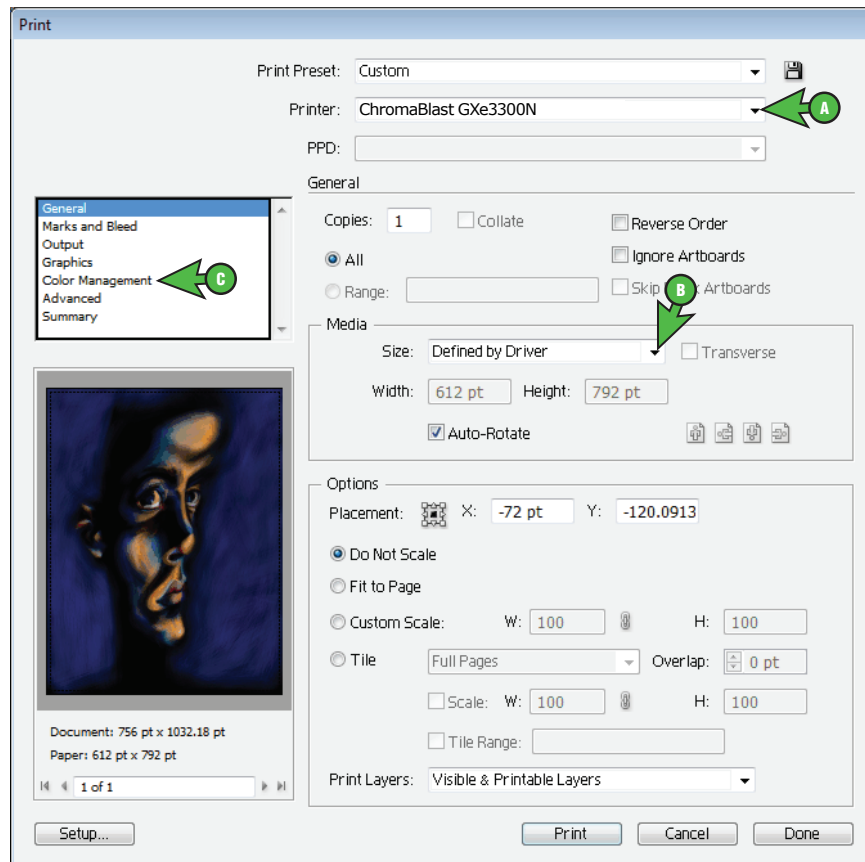 Print
Print Preset: Custom
Printer: ChromaBlast GXe3300N
A
PPD:
General
Marks and Bleed
Output
Graphics
Color Management
C
Advanced
Summary
General
Copies: 1 Collate Reverse Order
All Ignore Artboards
Range: Skip Artboards
B
Media
Size: Defined by Driver Transverse
Width: 612 pt Height: 792 pt
Auto-Rotate
Options
Placement: X: -72 pt Y: -120.0913
Do Not Scale
Fit to Page
Custom Scale: W: 100 H: 100
Tile Full Pages Overlap: 0 pt
Scale: W: 100 H: 100
Tile Range:
Print Layers: Visible & Printable Layers
Document: 756 pt x 1032.18 pt
Paper: 612 pt x 792 pt
1 of 1
Setup... Print Cancel Done